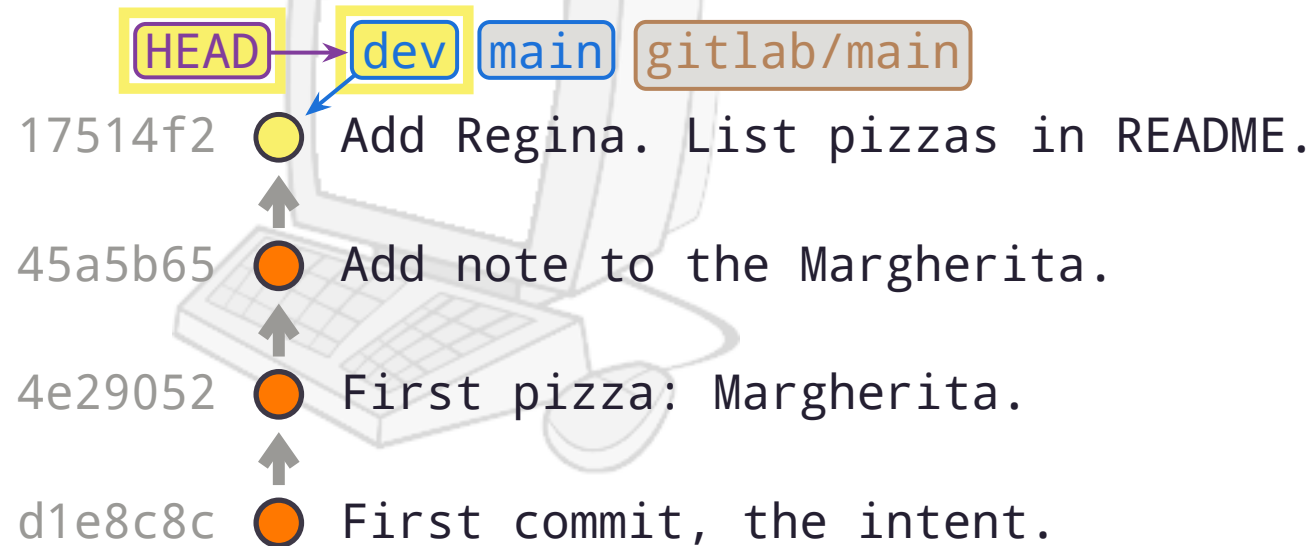 HEAD dev main gitlab/main
17514f2 Add Regina. List pizzas in README.
45a5b65 Add note to the Margherita.
4e29052 First pizza: Margherita.
d1e8c8c First commit, the intent.